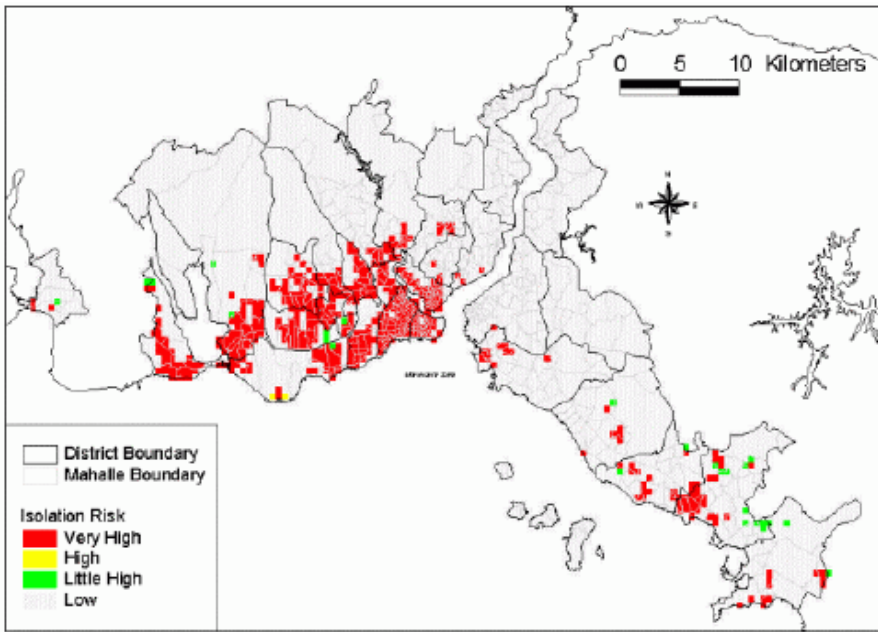 0 5 10 Kilometers
N
W E
S
District Boundary
Mahalle Boundary
Isolation Risk
Very High
High
Little High
Low